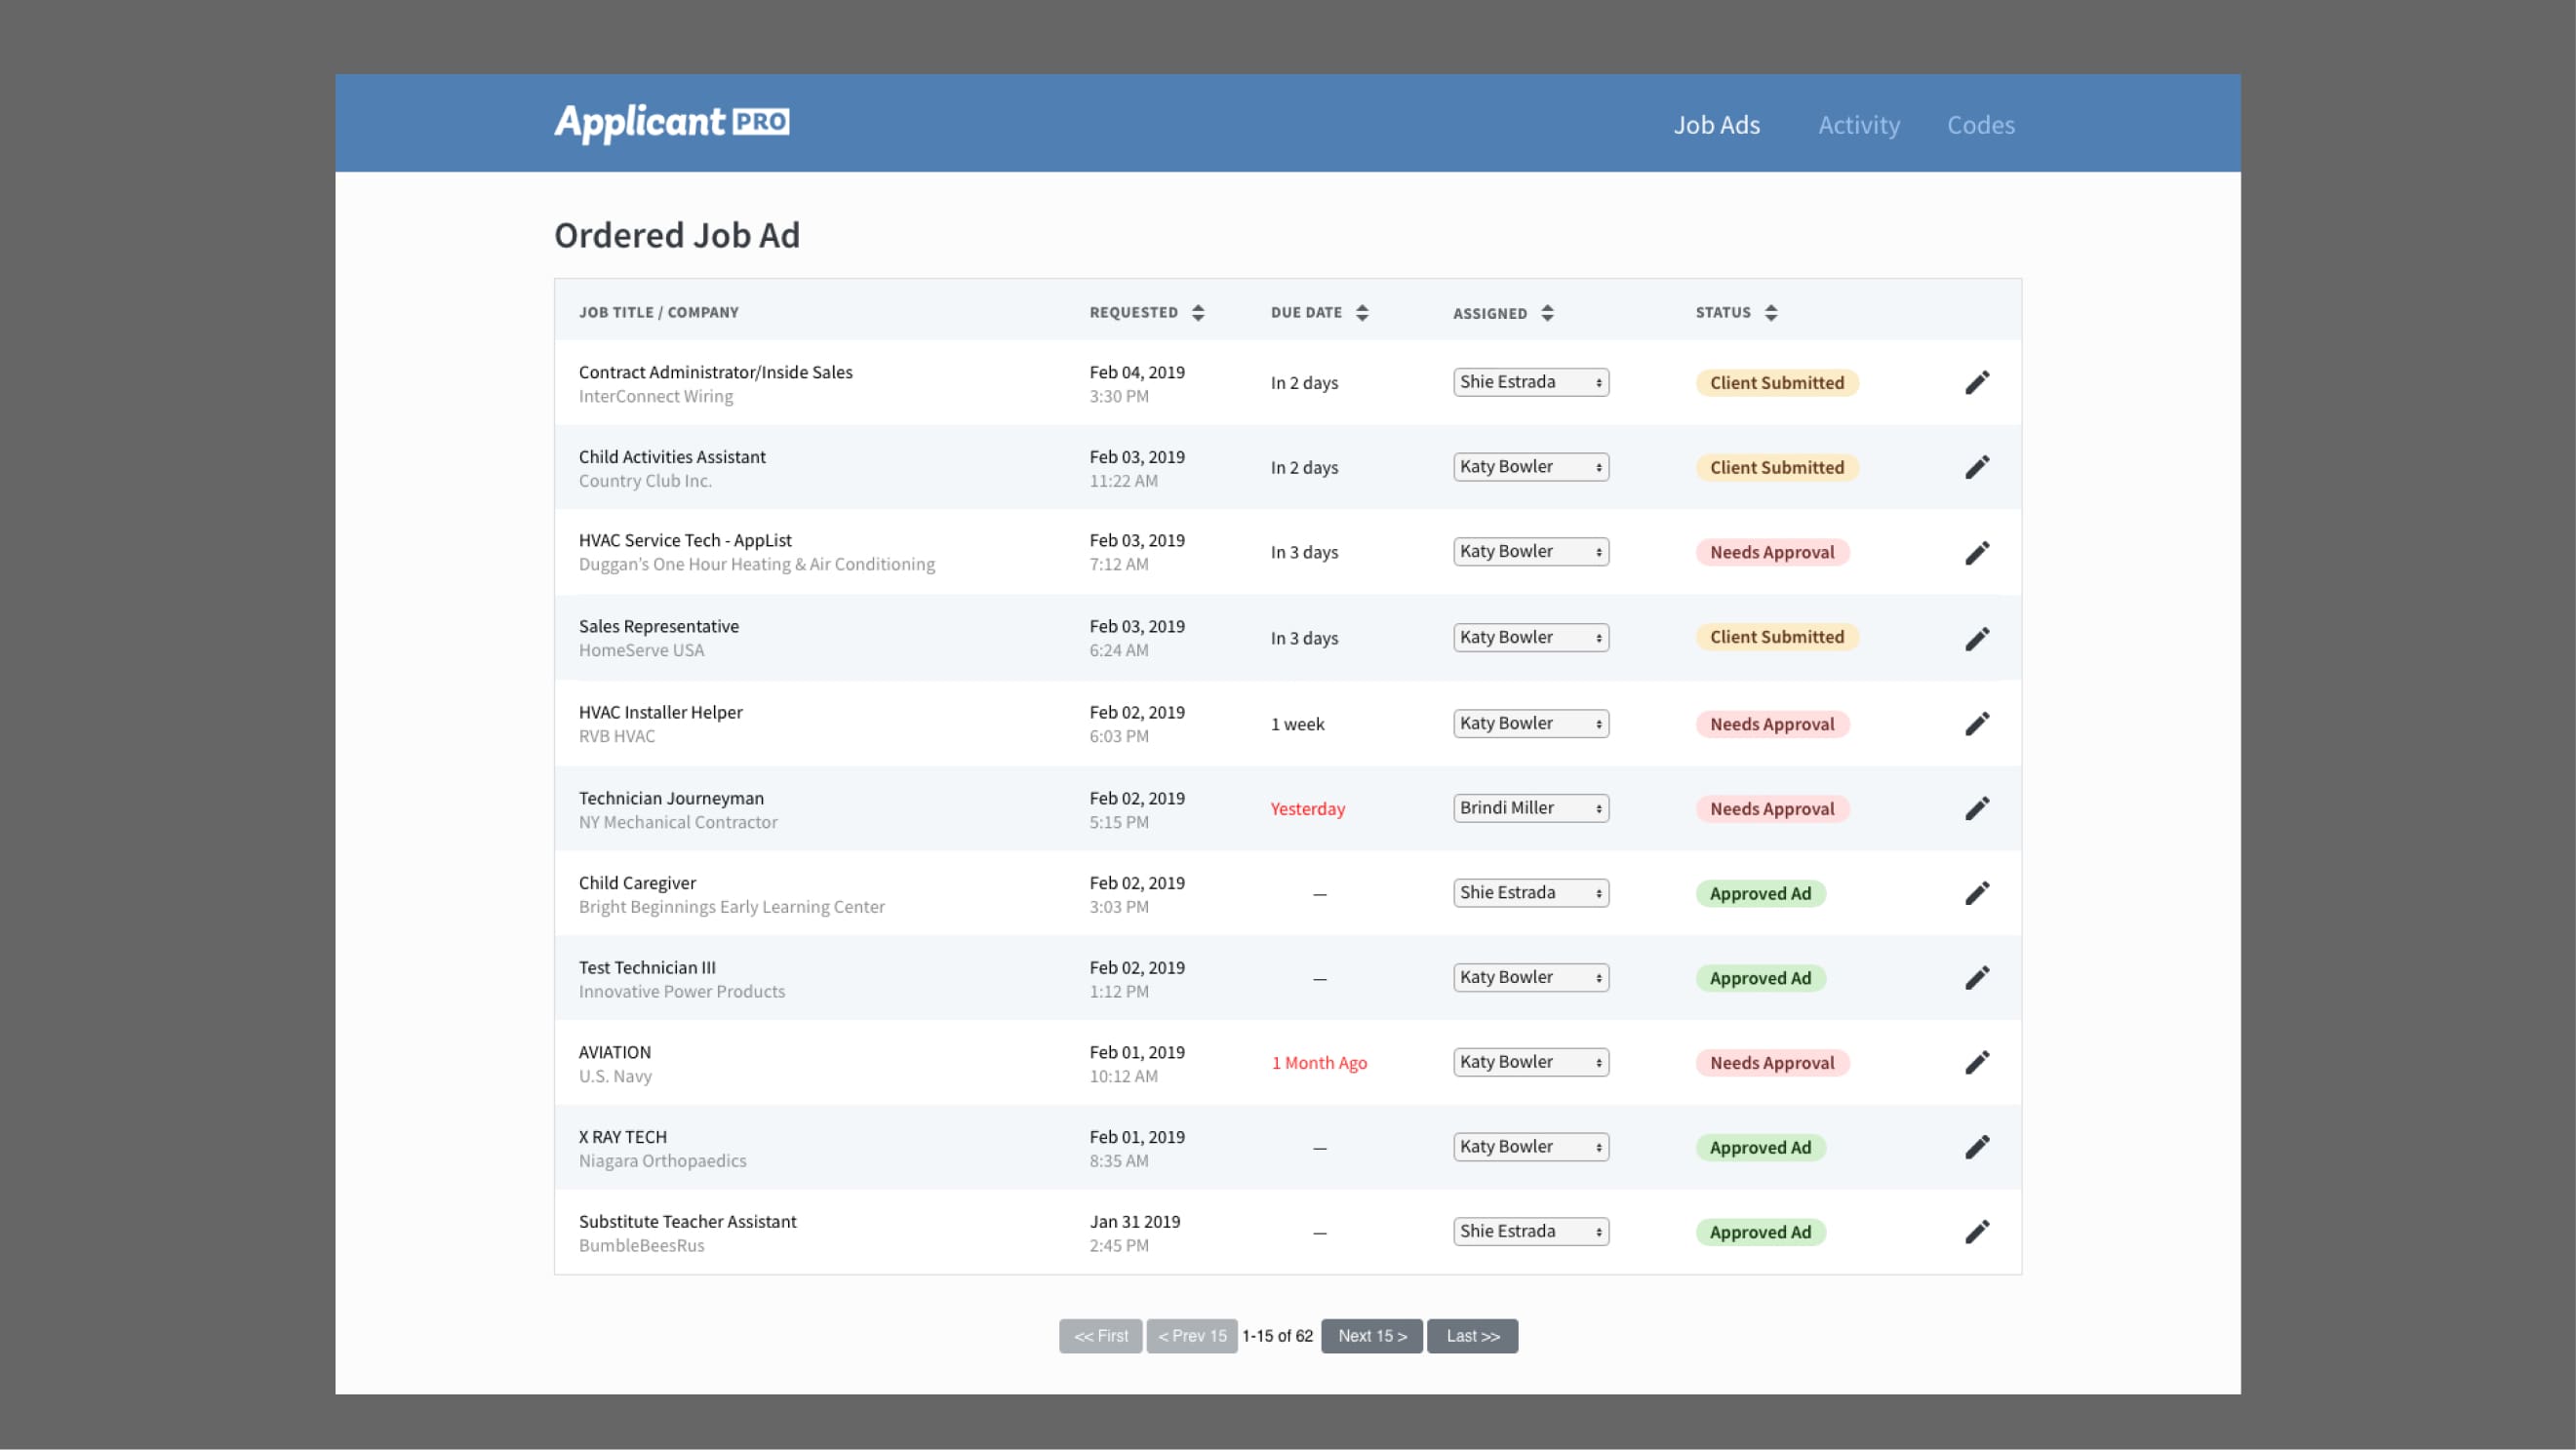 Applicant PRO
Job Ads Activity Codes
Ordered Job Ad
JOB TITLE / COMPANY REQUESTED DUE DATE ASSIGNED STATUS
Contract Administrator/Inside Sales Feb 04, 2019 In 2 days Shie Estrada Client Submitted
InterConnect Wiring 3:30 PM
Child Activities Assistant Feb 03, 2019 In 2 days Katy Bowler Client Submitted
Country Club Inc. 11:22 AM
HVAC Service Tech - AppList Feb 03, 2019 In 3 days Katy Bowler Needs Approval
Duggan's One Hour Heating & Air Conditioning 7:12 AM
Sales Representative Feb 03, 2019 In 3 days Katy Bowler Client Submitted
HomeServe USA 6:24 AM
HVAC Installer Helper Feb 02, 2019 1 week Katy Bowler Needs Approval
RVB HVAC 6:03 PM
Technician Journeyman Feb 02, 2019 Yesterday Brindi Miller Needs Approval
NY Mechanical Contractor 5:15 PM
Child Caregiver Feb 02, 2019 — Shie Estrada Approved Ad
Bright Beginnings Early Learning Center 3:03 PM
Test Technician III Feb 02, 2019 — Katy Bowler Approved Ad
Innovative Power Products 1:12 PM
AVIATION Feb 01, 2019 1 Month Ago Katy Bowler Needs Approval
U.S. Navy 10:12 AM
X RAY TECH Feb 01, 2019 — Katy Bowler Approved Ad
Niagara Orthopaedics 8:35 AM
Substitute Teacher Assistant Jan 31 2019 — Shie Estrada Approved Ad
BumbleBeesRus 2:45 PM
<< First < Prev 15 1-15 of 62 Next 15 > Last >>